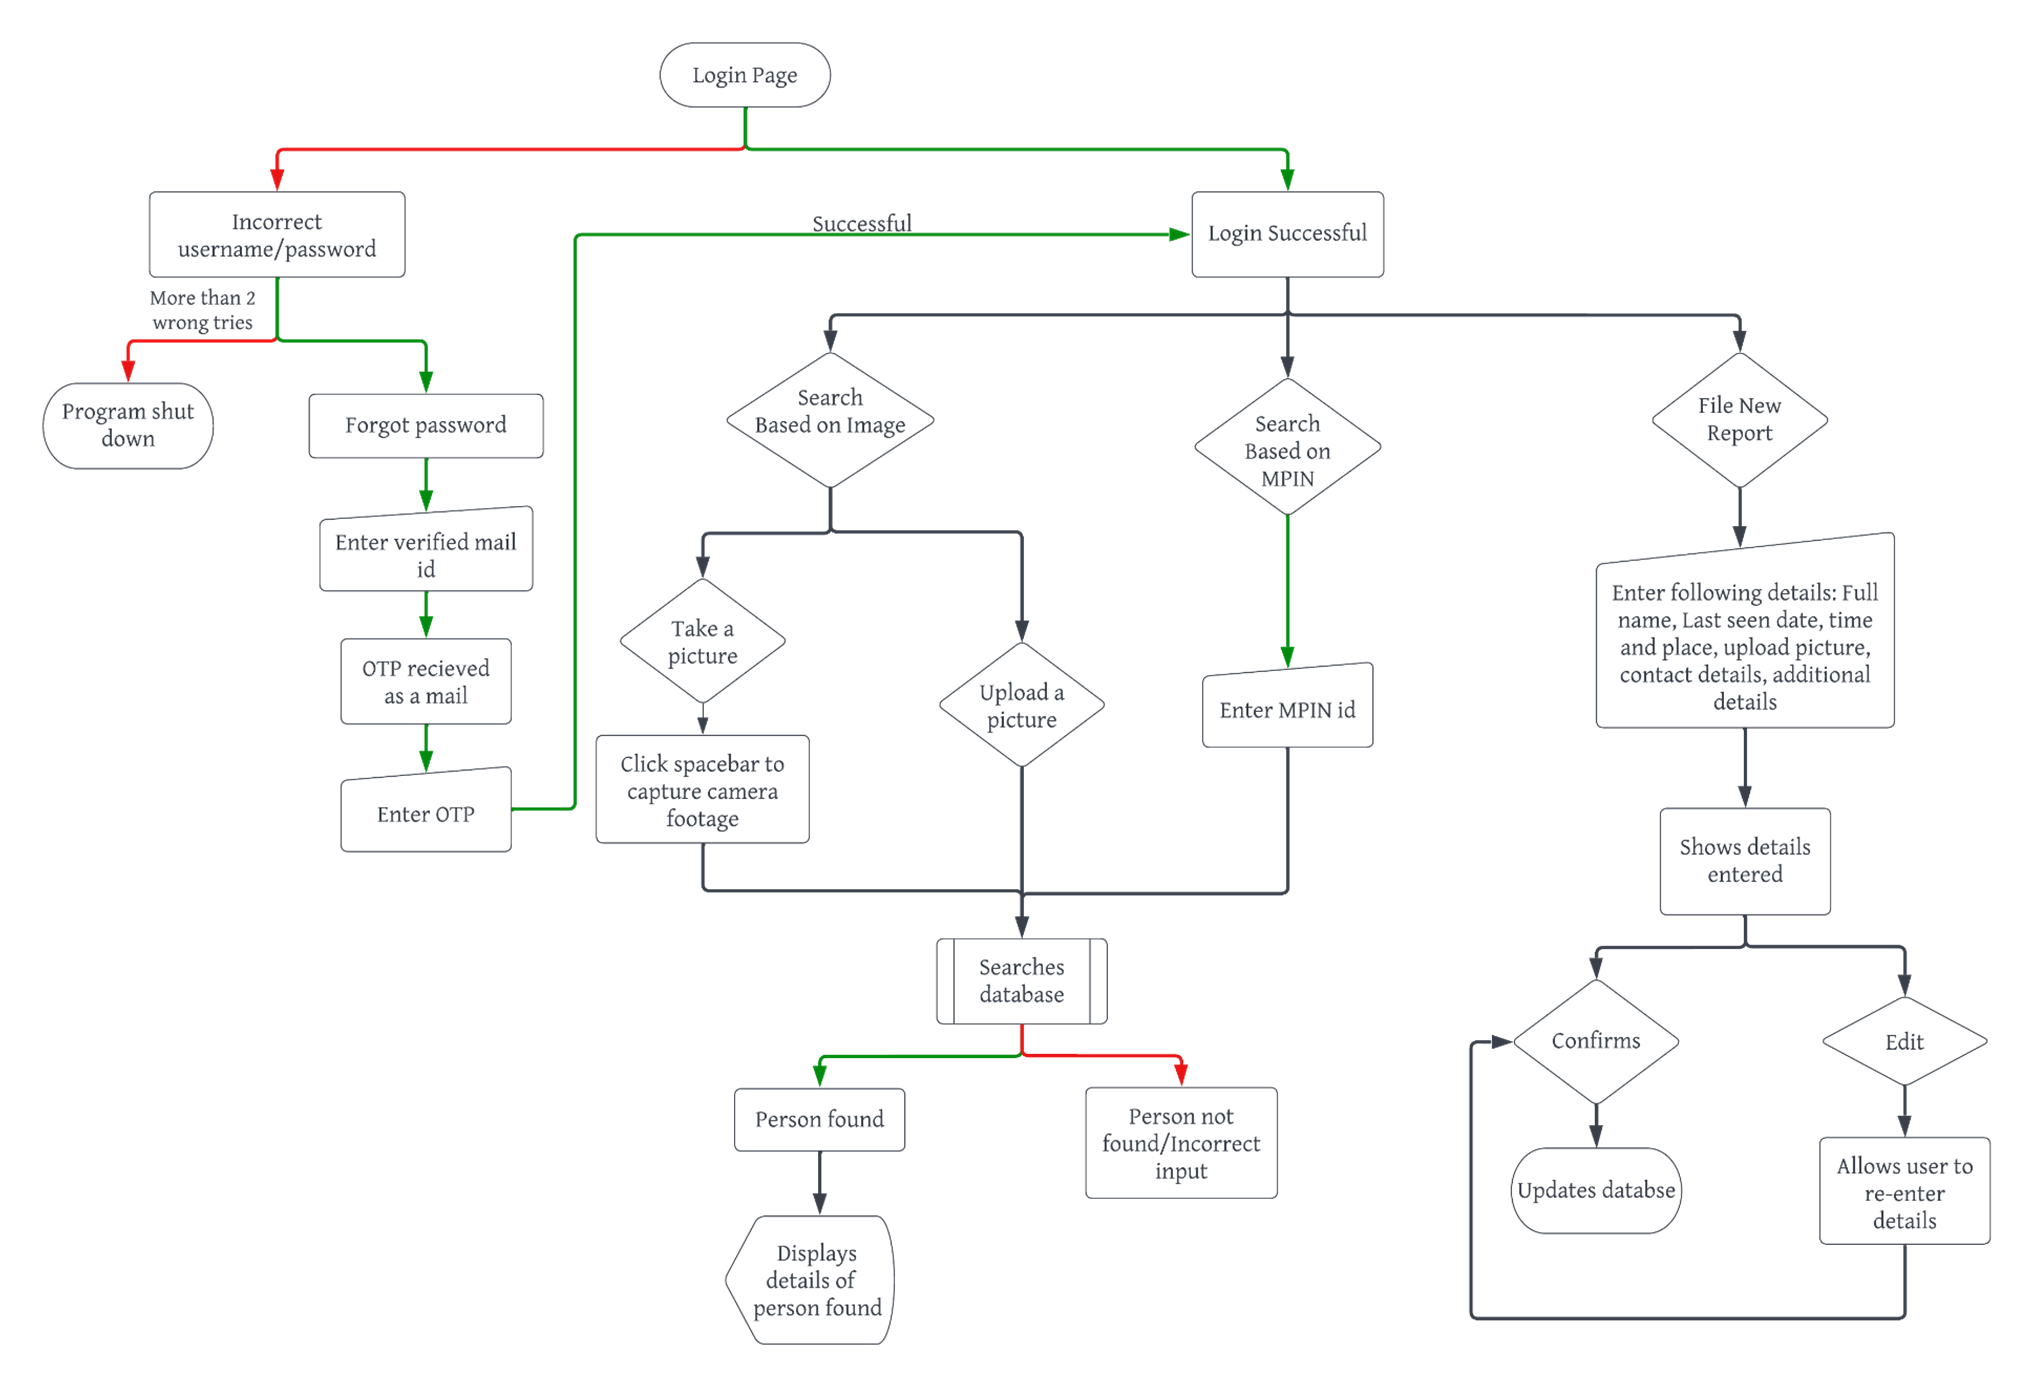 Login Page
Incorrect
username/password
Successful
Login Successful
More than 2
wrong tries
Program shut
down
Forgot password
Search
Based on Image
Search
Based on
MPIN
File New
Report
Enter verified mail
id
Take a
picture
Upload a
picture
Enter MPIN id
Enter following details: Full
name, Last seen date, time
and place, upload picture,
contact details, additional
details
OTP recieved
as a mail
Click spacebar to
capture camera
footage
Enter OTP
Shows details
entered
Searches
database
Confirms
Edit
Person found
Person not
found/Incorrect
input
Updates databse
Allows user to
re-enter
details
Displays
details of
person found